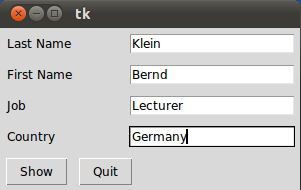 tk
Last Name Klein
First Name Bernd
Job Lecturer
Country Germany
Show Quit